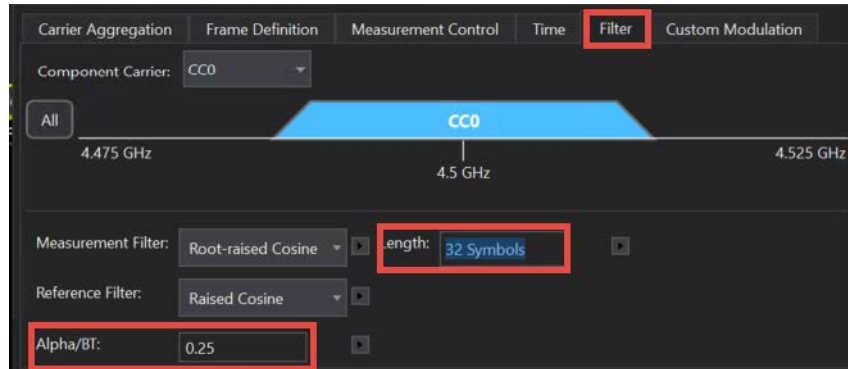 Carrier Aggregation Frame Definition Measurement Control Time Filter Custom Modulation
Component Carrier: CC0
All CC0
4.475 GHz 4.5 GHz 4.525 GHz
Measurement Filter: Root-raised Cosine Length: 32 Symbols
Reference Filter: Raised Cosine
Alpha/BT: 0.25